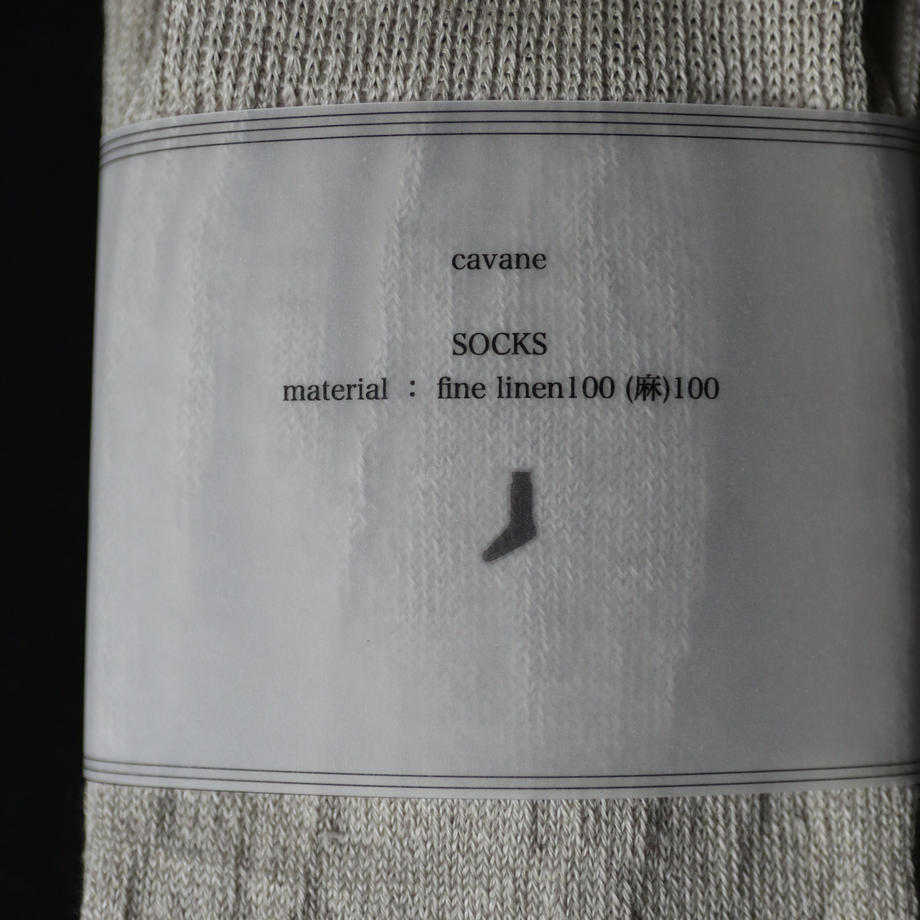 cavane
SOCKS
material ： fine linen100 (麻)100